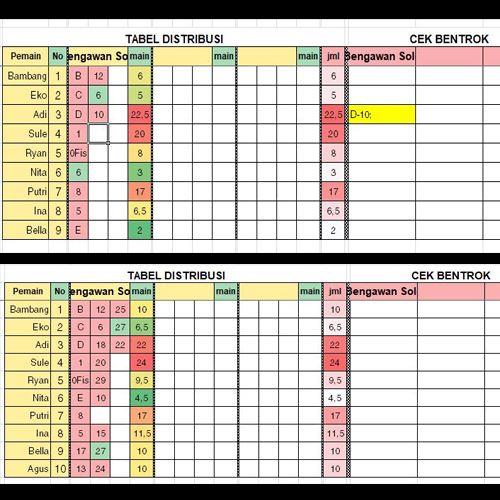 TABEL DISTRIBUSI CEK BENTROK
Pemain No engawan So main main main jml Bengawan Sol
Bambang 1 B 12 6 6
Eko 2 C 6 5 5
Adi 3 D 10 22,5 22,5 D-10;
Sule 4 1 20 20
Ryan 5 0Fis 8 8
Nita 6 6 3 3
Putri 7 8 17 17
Ina 8 5 6,5 6,5
Bella 9 E 2 2
TABEL DISTRIBUSI CEK BENTROK
Pemain No engawan So main main main jml Bengawan Sol
Bambang 1 B 12 25 10 10
Eko 2 C 6 27 6,5 6,5
Adi 3 D 18 22 22 22
Sule 4 1 20 24 24
Ryan 5 0Fis 29 9,5 9,5
Nita 6 E 10 4,5 4,5
Putri 7 8 17 17
Ina 8 5 15 11,5 11,5
Bella 9 17 27 10 10
Agus 10 13 24 10 10